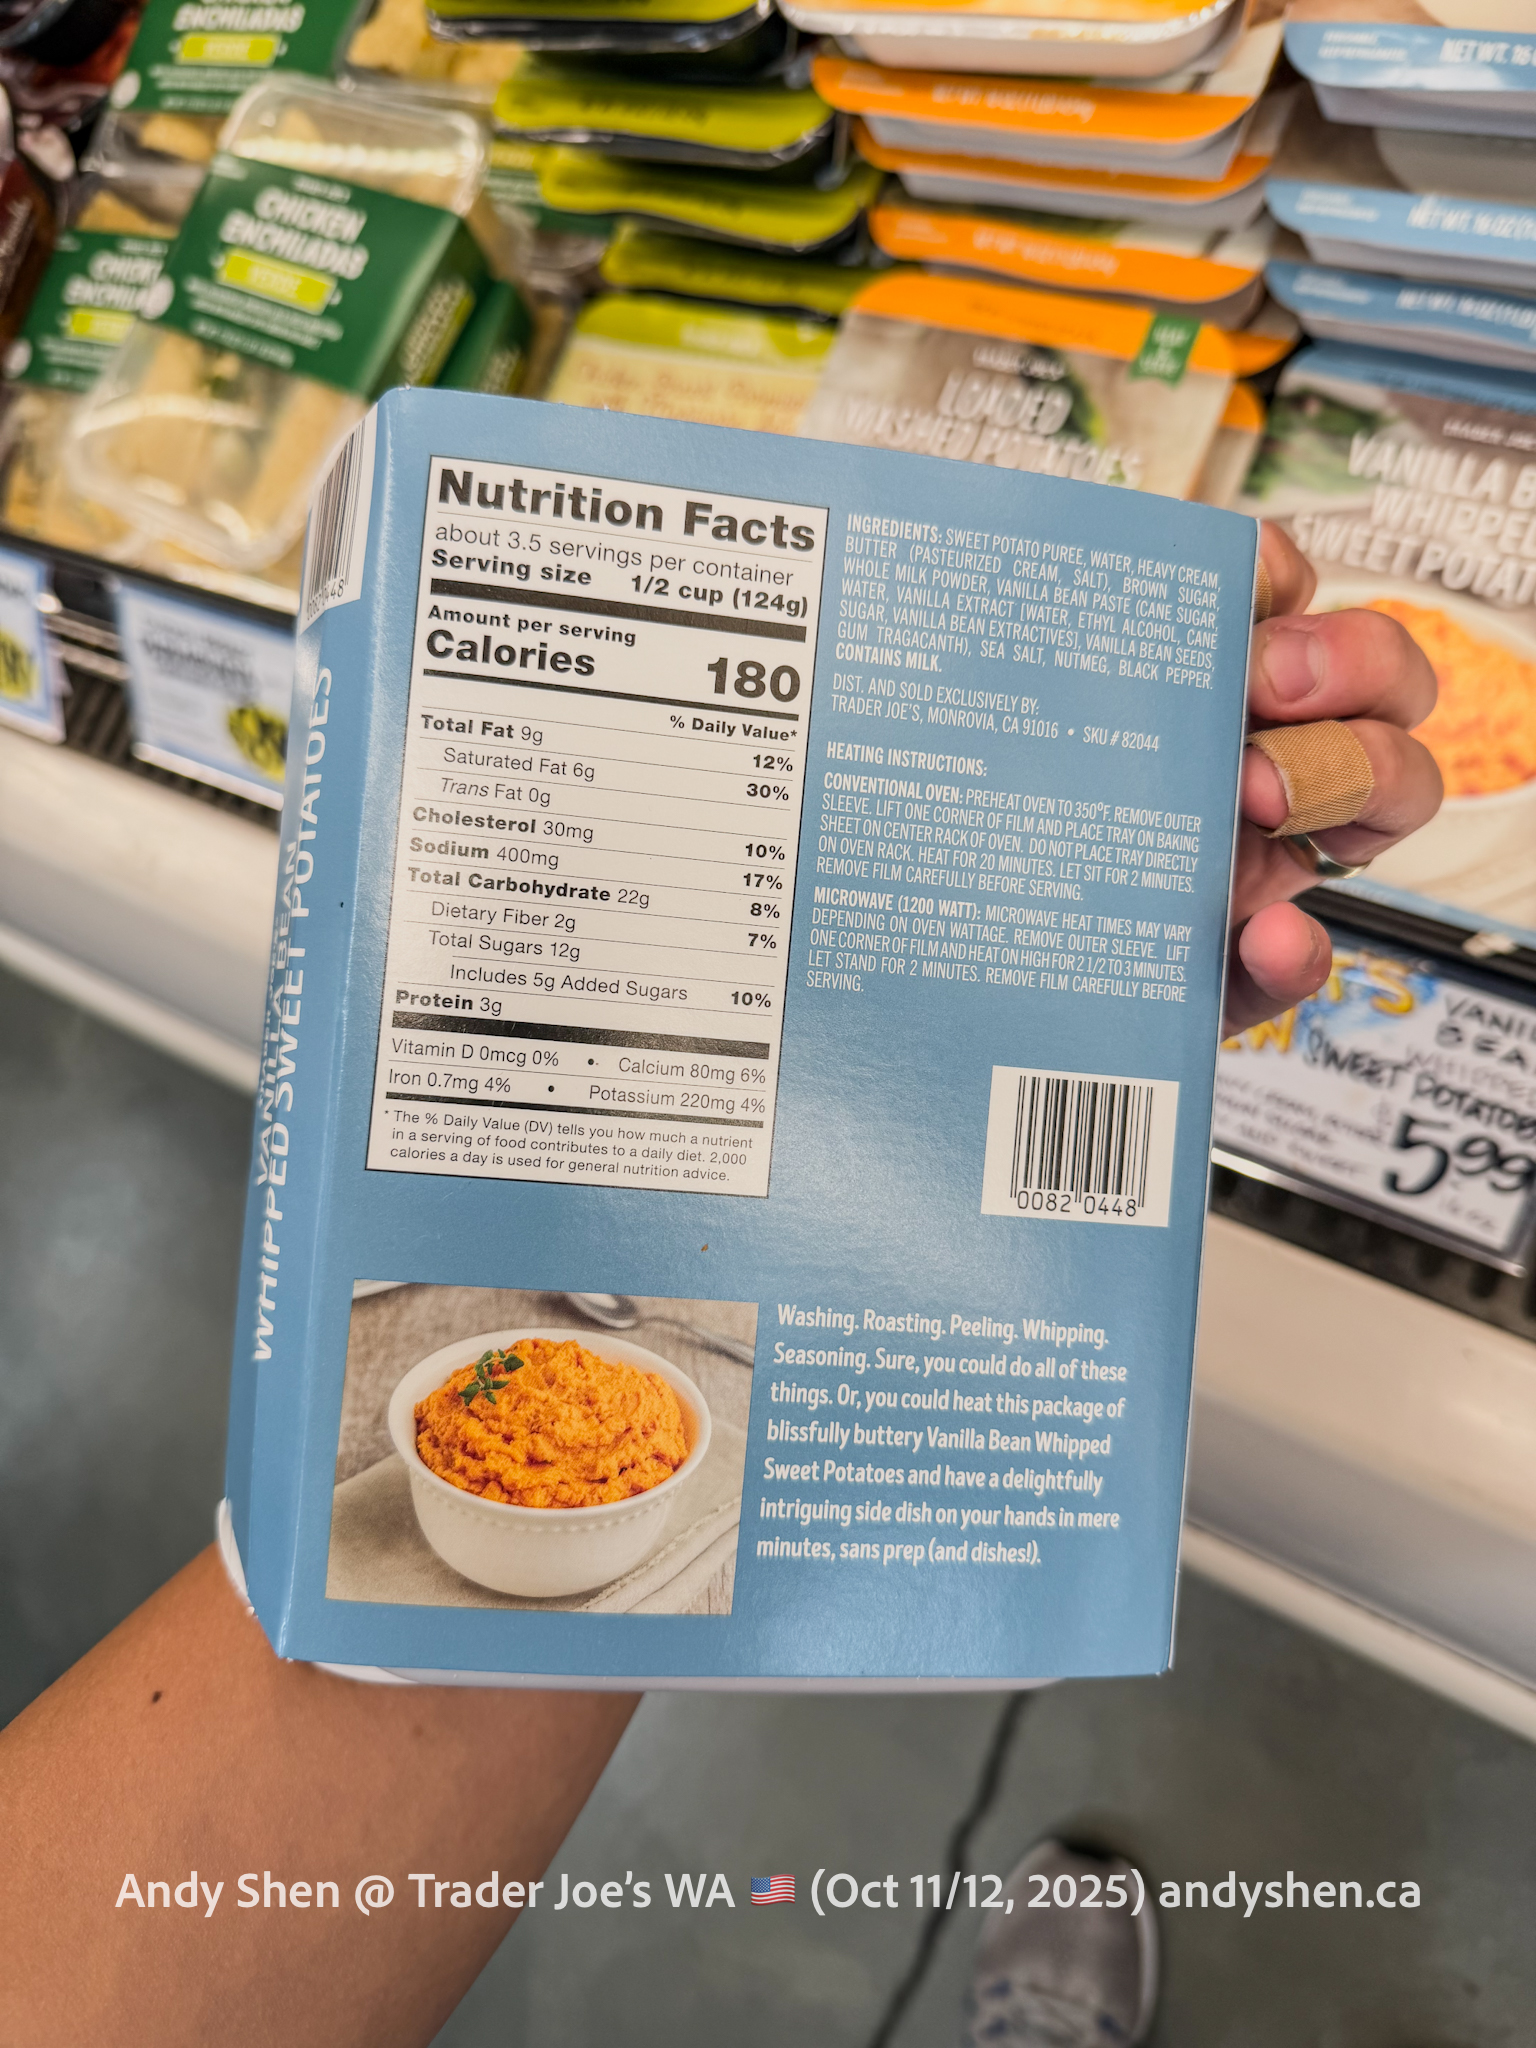 CHICKEN
ENCHILADAS
VERDE
LOADED
MASHED POTATOES
NET WT. 16 OZ
VANILLA
WHIPPED
SWEET POTATOES
WHIPPED SWEET POTATOES
VANILLA BEAN
Nutrition Facts
about 3.5 servings per container
Serving size 1/2 cup (124g)
Amount per serving
Calories 180
% Daily Value*
Total Fat 9g 12%
Saturated Fat 6g 30%
Trans Fat 0g
Cholesterol 30mg 10%
Sodium 400mg 17%
Total Carbohydrate 22g 8%
Dietary Fiber 2g 7%
Total Sugars 12g
Includes 5g Added Sugars 10%
Protein 3g
Vitamin D 0mcg 0% • Calcium 80mg 6%
Iron 0.7mg 4% • Potassium 220mg 4%
* The % Daily Value (DV) tells you how much a nutrient
in a serving of food contributes to a daily diet. 2,000
calories a day is used for general nutrition advice.
INGREDIENTS: SWEET POTATO PUREE, WATER, HEAVY CREAM,
BUTTER (PASTEURIZED CREAM, SALT), BROWN SUGAR,
WHOLE MILK POWDER, VANILLA BEAN PASTE (CANE SUGAR,
WATER, VANILLA EXTRACT [WATER, ETHYL ALCOHOL, CANE
SUGAR, VANILLA BEAN EXTRACTIVES], VANILLA BEAN SEEDS,
GUM TRAGACANTH), SEA SALT, NUTMEG, BLACK PEPPER.
CONTAINS MILK.
DIST. AND SOLD EXCLUSIVELY BY:
TRADER JOE'S, MONROVIA, CA 91016 • SKU # 82044
HEATING INSTRUCTIONS:
CONVENTIONAL OVEN: PREHEAT OVEN TO 350ºF. REMOVE OUTER
SLEEVE. LIFT ONE CORNER OF FILM AND PLACE TRAY ON BAKING
SHEET ON CENTER RACK OF OVEN. DO NOT PLACE TRAY DIRECTLY
ON OVEN RACK. HEAT FOR 20 MINUTES. LET SIT FOR 2 MINUTES.
REMOVE FILM CAREFULLY BEFORE SERVING.
MICROWAVE (1200 WATT): MICROWAVE HEAT TIMES MAY VARY
DEPENDING ON OVEN WATTAGE. REMOVE OUTER SLEEVE. LIFT
ONE CORNER OF FILM AND HEAT ON HIGH FOR 2 1/2 TO 3 MINUTES.
LET STAND FOR 2 MINUTES. REMOVE FILM CAREFULLY BEFORE
SERVING.
0082 0448
Washing. Roasting. Peeling. Whipping.
Seasoning. Sure, you could do all of these
things. Or, you could heat this package of
blissfully buttery Vanilla Bean Whipped
Sweet Potatoes and have a delightfully
intriguing side dish on your hands in mere
minutes, sans prep (and dishes!).
SWEET POTATOES
5.99
Andy Shen @ Trader Joe's WA 🇺🇸 (Oct 11/12, 2025) andyshen.ca